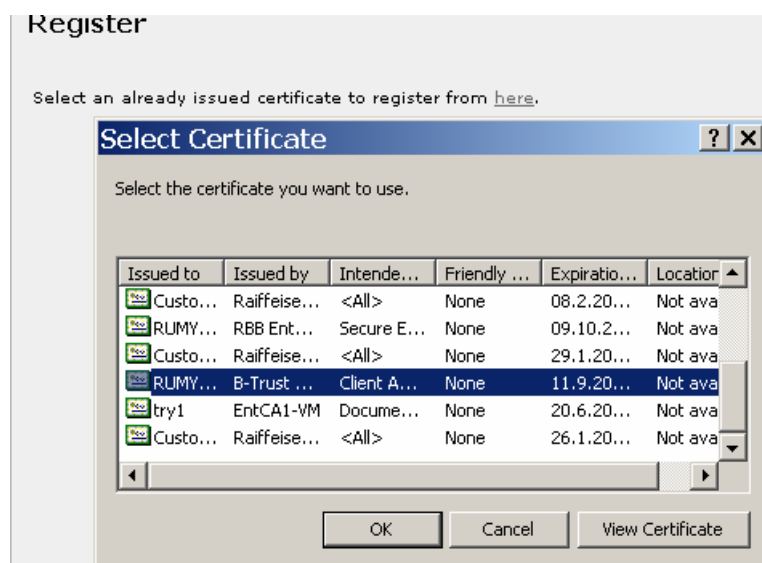 Register
Select an already issued certificate to register from here.
Select Certificate
Select the certificate you want to use.
Issued to Issued by Intende... Friendly ... Expiratio... Location
Custo... Raiffeise... <All> None 08.2.20... Not ava
RUMY... RBB Ent... Secure E... None 09.10.2... Not ava
Custo... Raiffeise... <All> None 29.1.20... Not ava
RUMY... B-Trust ... Client A... None 11.9.20... Not ava
try1 EntCA1-VM Docume... None 20.6.20... Not ava
Custo... Raiffeise... <All> None 26.1.20... Not ava
OK Cancel View Certificate